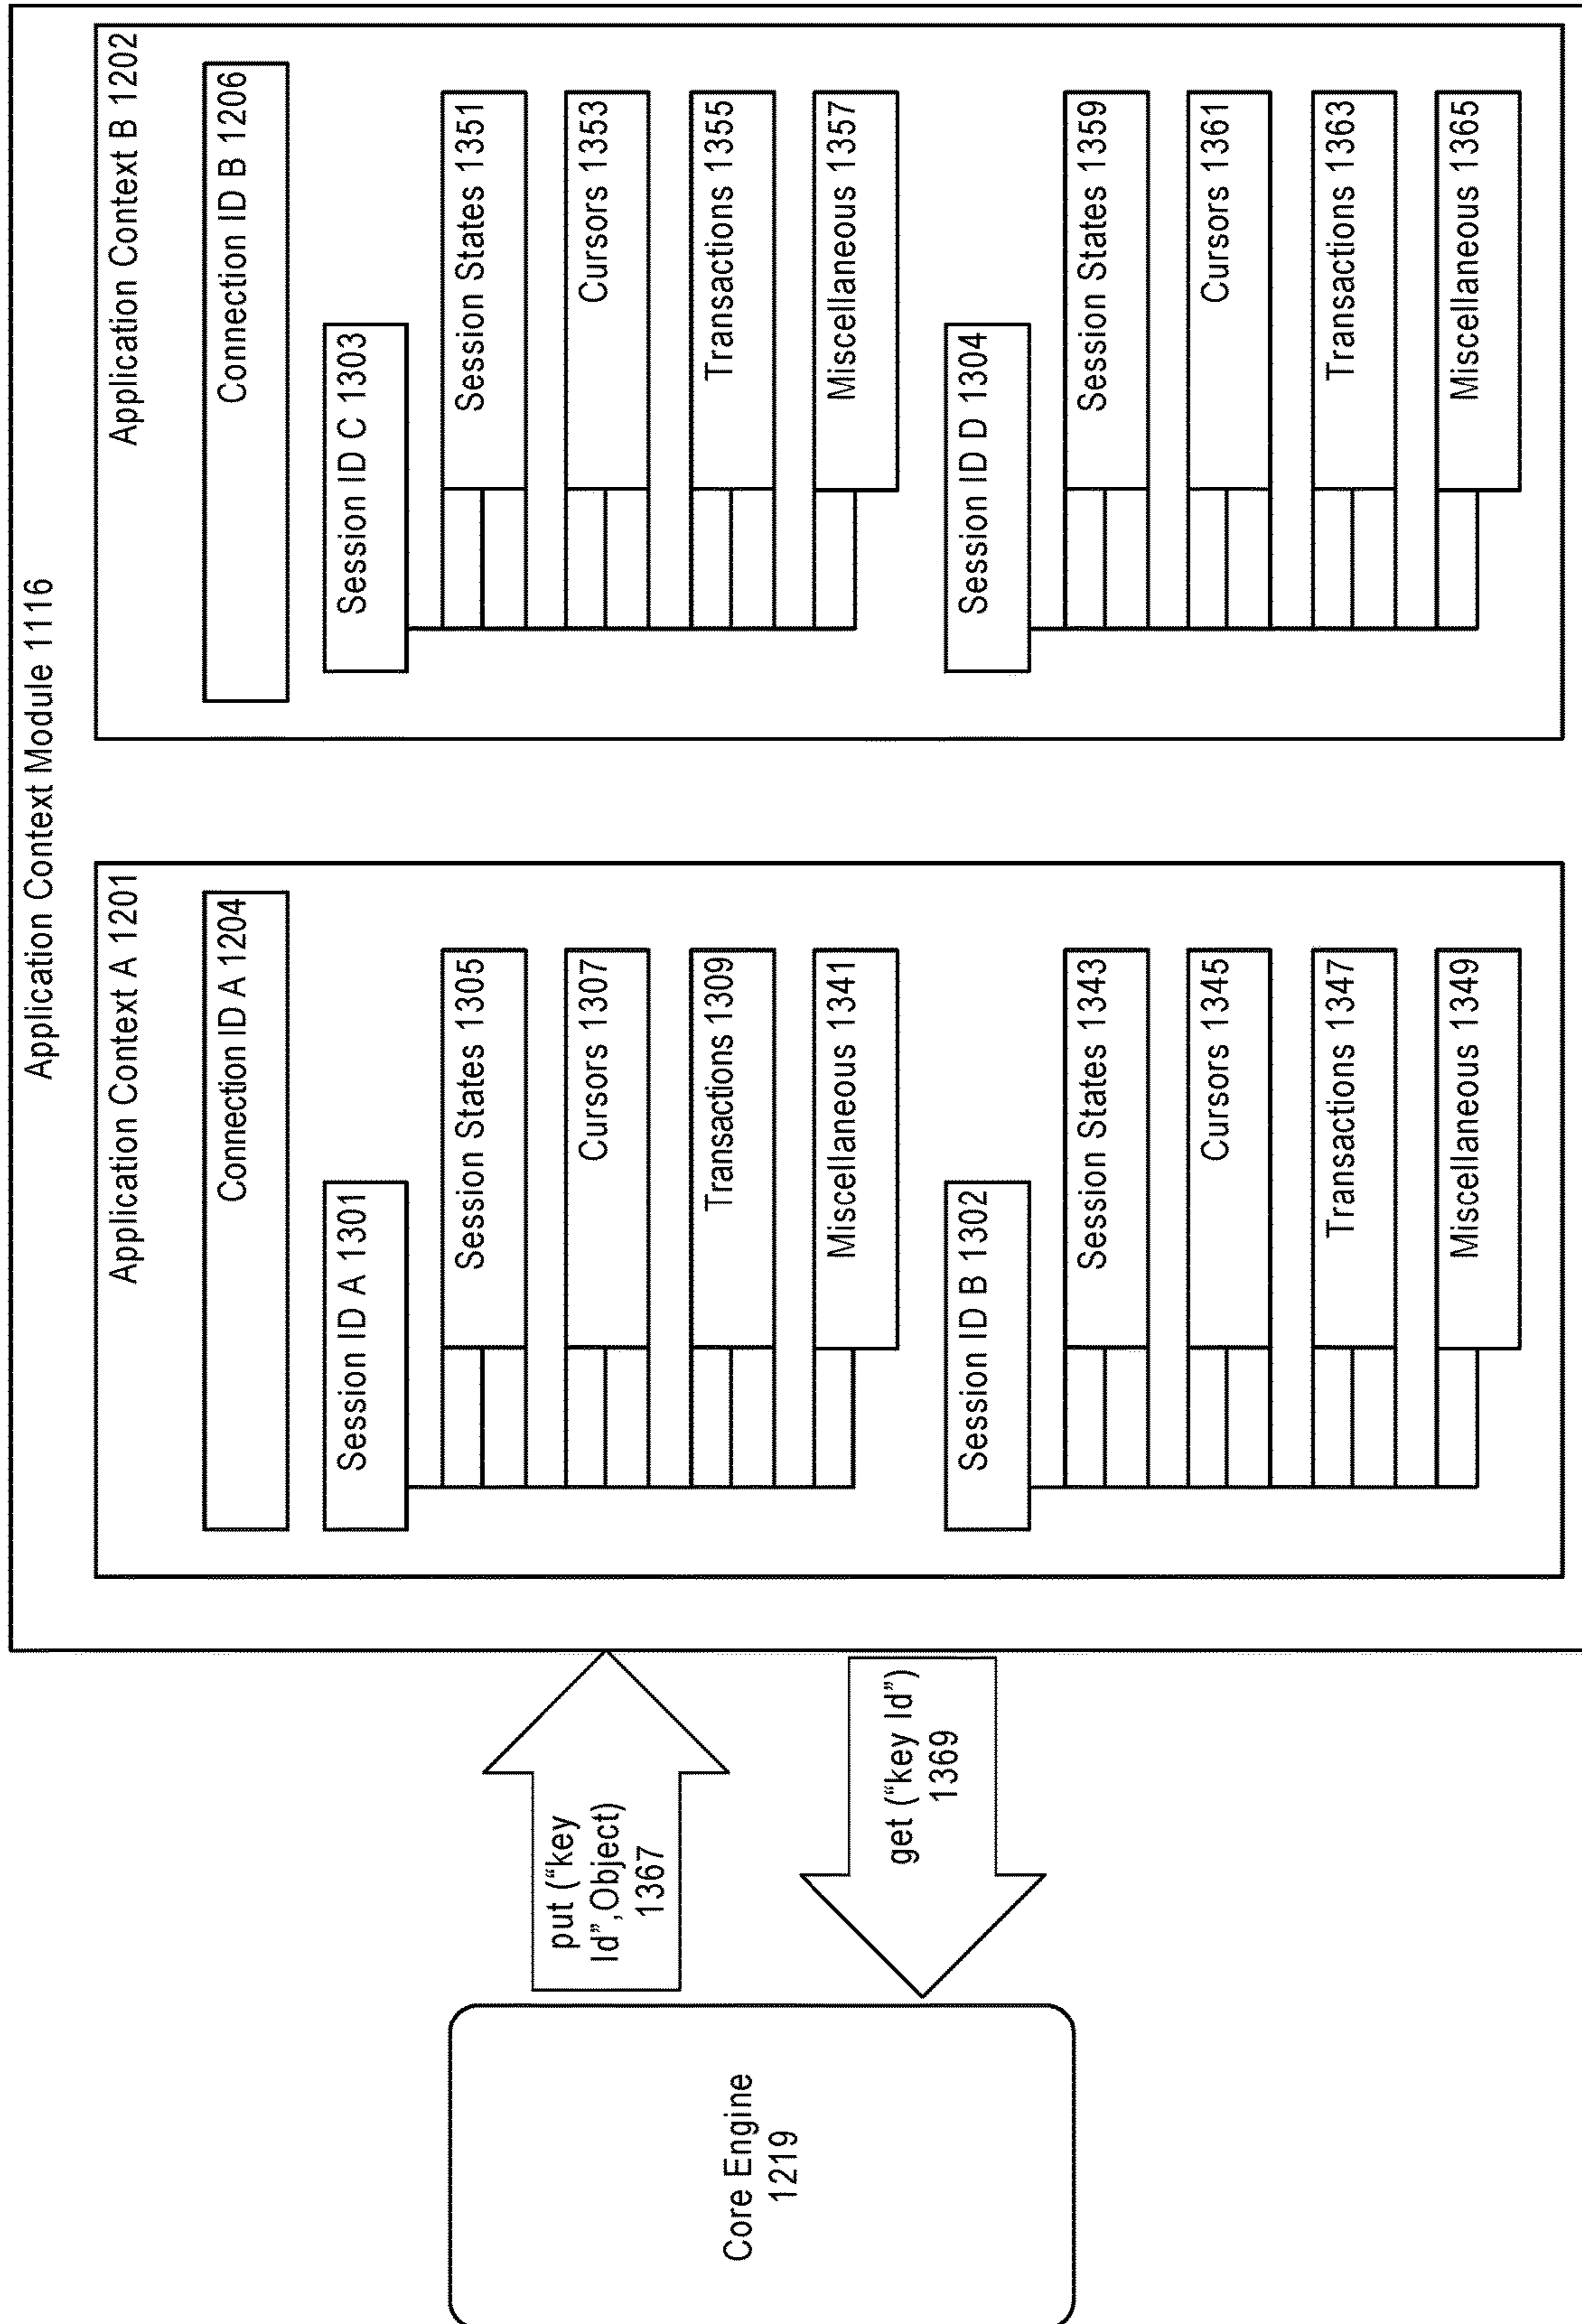 Application Context Module 1116
Core Engine
1219
put (“key
Id”,Object)
1367
get (“key Id”)
1369
Application Context A 1201
Connection ID A 1204
Session ID A 1301
Session States 1305
Cursors 1307
Transactions 1309
Miscellaneous 1341
Session ID B 1302
Session States 1343
Cursors 1345
Transactions 1347
Miscellaneous 1349
Application Context B 1202
Connection ID B 1206
Session ID C 1303
Session States 1351
Cursors 1353
Transactions 1355
Miscellaneous 1357
Session ID D 1304
Session States 1359
Cursors 1361
Transactions 1363
Miscellaneous 1365